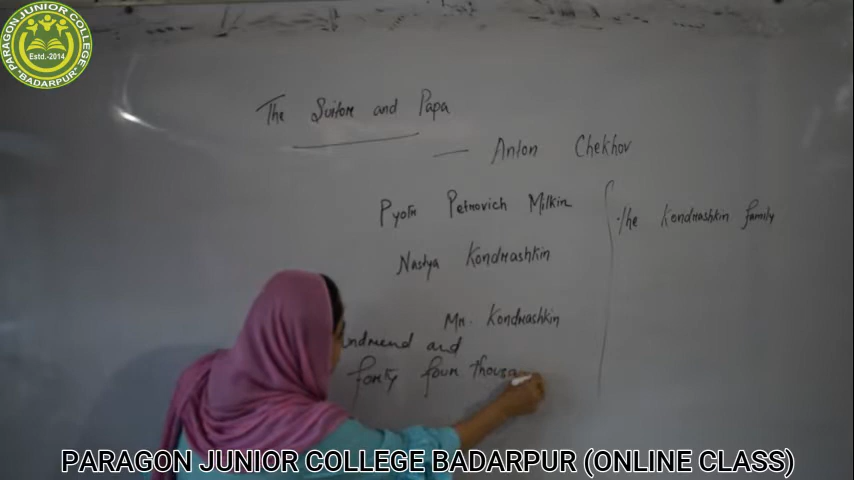 PARAGON JUNIOR COLLEGE
Estd.-2014
BADARPUR
The Suitor and Papa
— Anton Chekhov
Pyotr Petrovich Milkin
The Kondrashkin family
Nastya Kondrashkin
Mr. Kondrashkin
and
forty four
PARAGON JUNIOR COLLEGE BADARPUR (ONLINE CLASS)